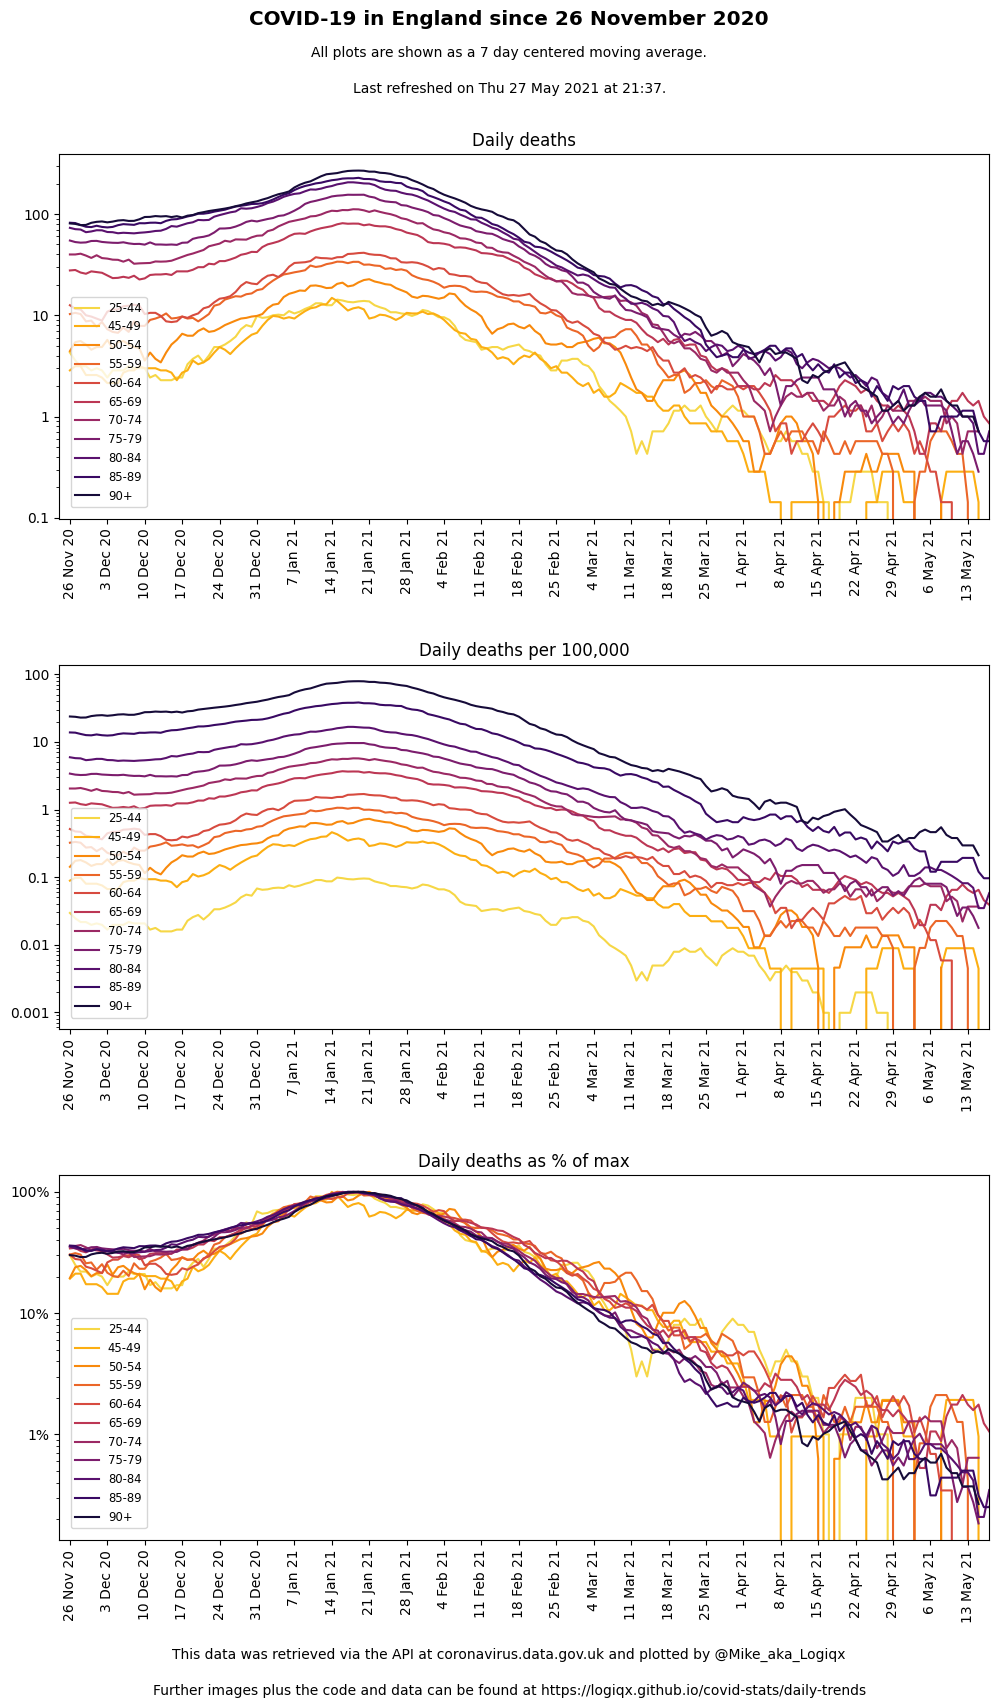 COVID-19 in England since 26 November 2020
All plots are shown as a 7 day centered moving average.
Last refreshed on Thu 27 May 2021 at 21:37.
Daily deaths
100
10
1
0.1
25-44
45-49
50-54
55-59
60-64
65-69
70-74
75-79
80-84
85-89
90+
26 Nov 20
3 Dec 20
10 Dec 20
17 Dec 20
24 Dec 20
31 Dec 20
7 Jan 21
14 Jan 21
21 Jan 21
28 Jan 21
4 Feb 21
11 Feb 21
18 Feb 21
25 Feb 21
4 Mar 21
11 Mar 21
18 Mar 21
25 Mar 21
1 Apr 21
8 Apr 21
15 Apr 21
22 Apr 21
29 Apr 21
6 May 21
13 May 21
Daily deaths per 100,000
100
10
1
0.1
0.01
0.001
25-44
45-49
50-54
55-59
60-64
65-69
70-74
75-79
80-84
85-89
90+
26 Nov 20
3 Dec 20
10 Dec 20
17 Dec 20
24 Dec 20
31 Dec 20
7 Jan 21
14 Jan 21
21 Jan 21
28 Jan 21
4 Feb 21
11 Feb 21
18 Feb 21
25 Feb 21
4 Mar 21
11 Mar 21
18 Mar 21
25 Mar 21
1 Apr 21
8 Apr 21
15 Apr 21
22 Apr 21
29 Apr 21
6 May 21
13 May 21
Daily deaths as % of max
100%
10%
1%
25-44
45-49
50-54
55-59
60-64
65-69
70-74
75-79
80-84
85-89
90+
26 Nov 20
3 Dec 20
10 Dec 20
17 Dec 20
24 Dec 20
31 Dec 20
7 Jan 21
14 Jan 21
21 Jan 21
28 Jan 21
4 Feb 21
11 Feb 21
18 Feb 21
25 Feb 21
4 Mar 21
11 Mar 21
18 Mar 21
25 Mar 21
1 Apr 21
8 Apr 21
15 Apr 21
22 Apr 21
29 Apr 21
6 May 21
13 May 21
This data was retrieved via the API at coronavirus.data.gov.uk and plotted by @Mike_aka_Logiqx
Further images plus the code and data can be found at https://logiqx.github.io/covid-stats/daily-trends